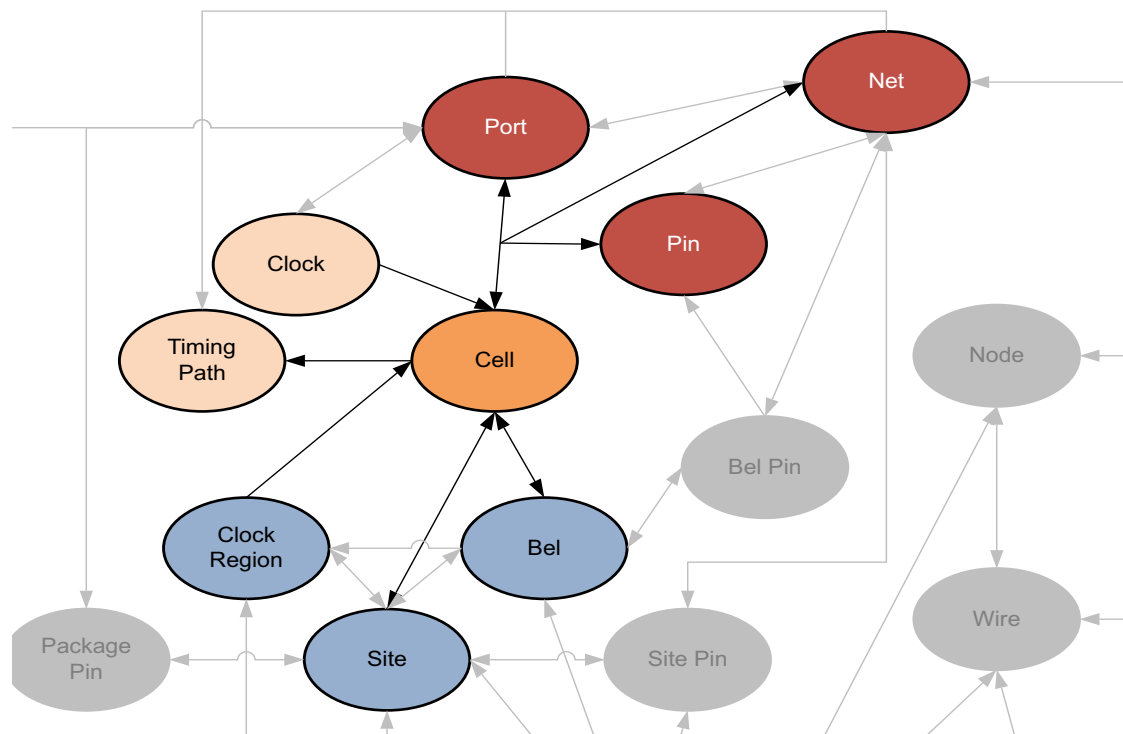 Net
Port
Pin
Clock
Timing
Path
Cell
Node
Bel Pin
Clock
Region
Bel
Wire
Package
Pin
Site
Site Pin